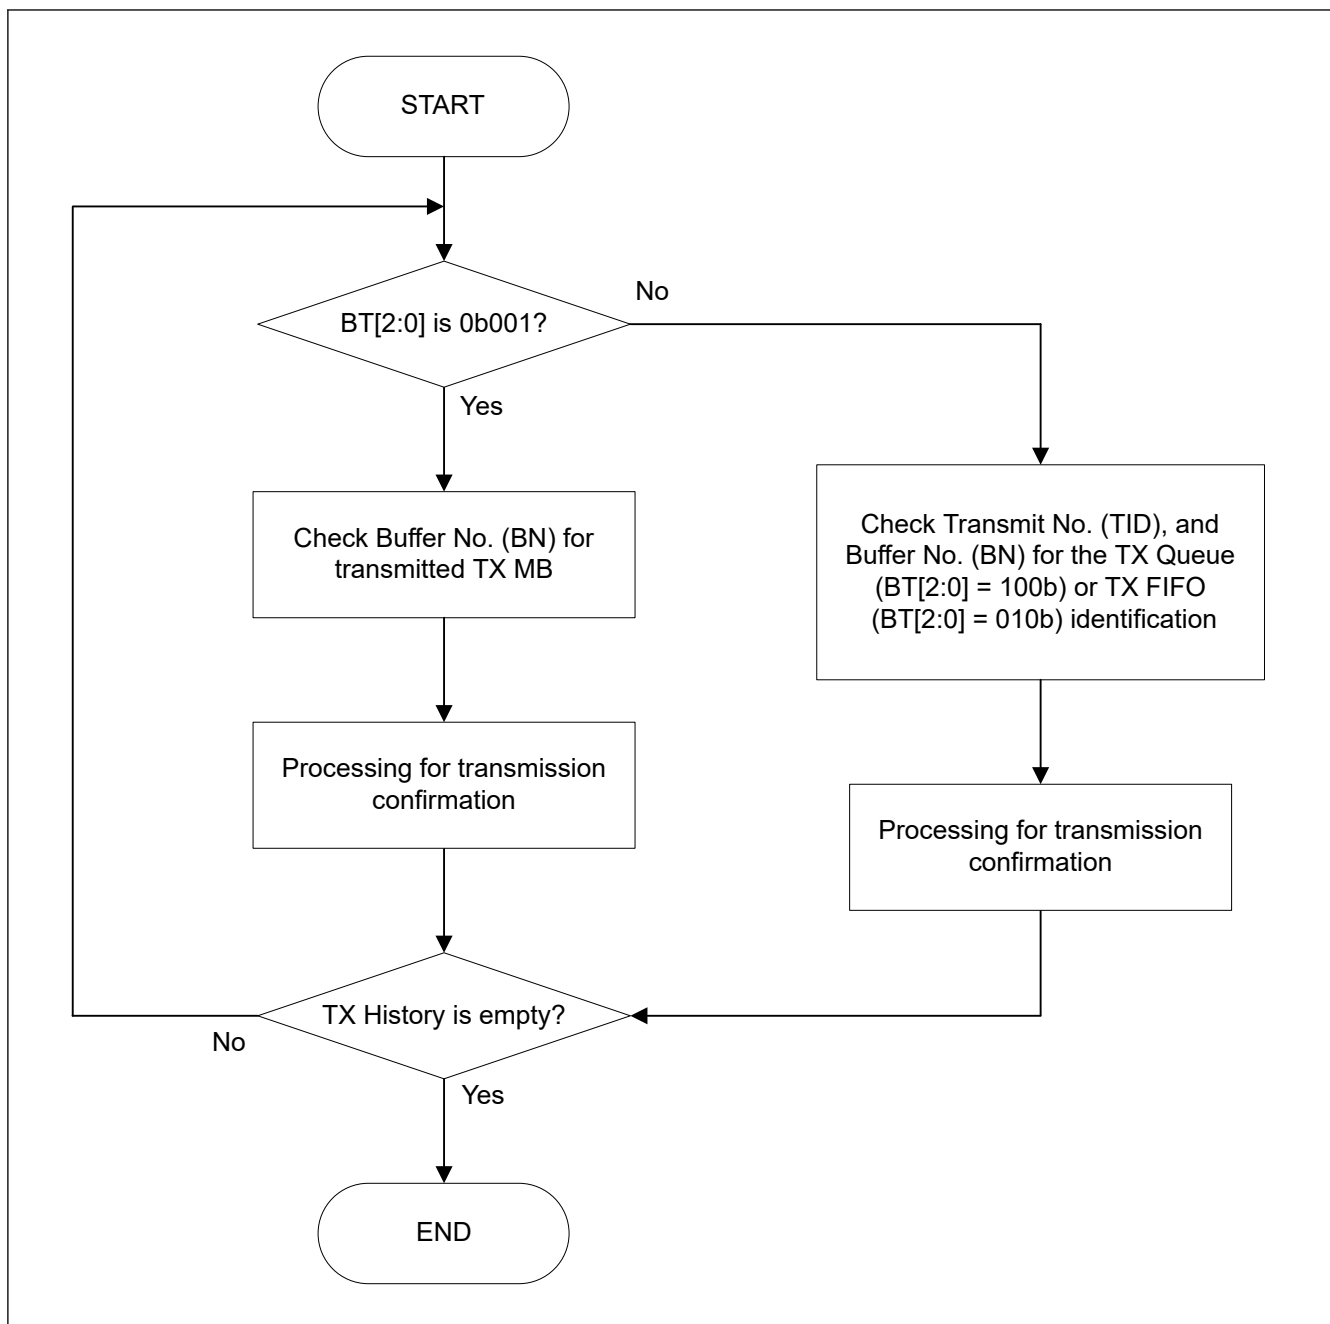 START
BT[2:0] is 0b001?
No
Yes
Check Buffer No. (BN) for
transmitted TX MB
Check Transmit No. (TID), and
Buffer No. (BN) for the TX Queue
(BT[2:0] = 100b) or TX FIFO
(BT[2:0] = 010b) identification
Processing for transmission
confirmation
Processing for transmission
confirmation
TX History is empty?
No
Yes
END